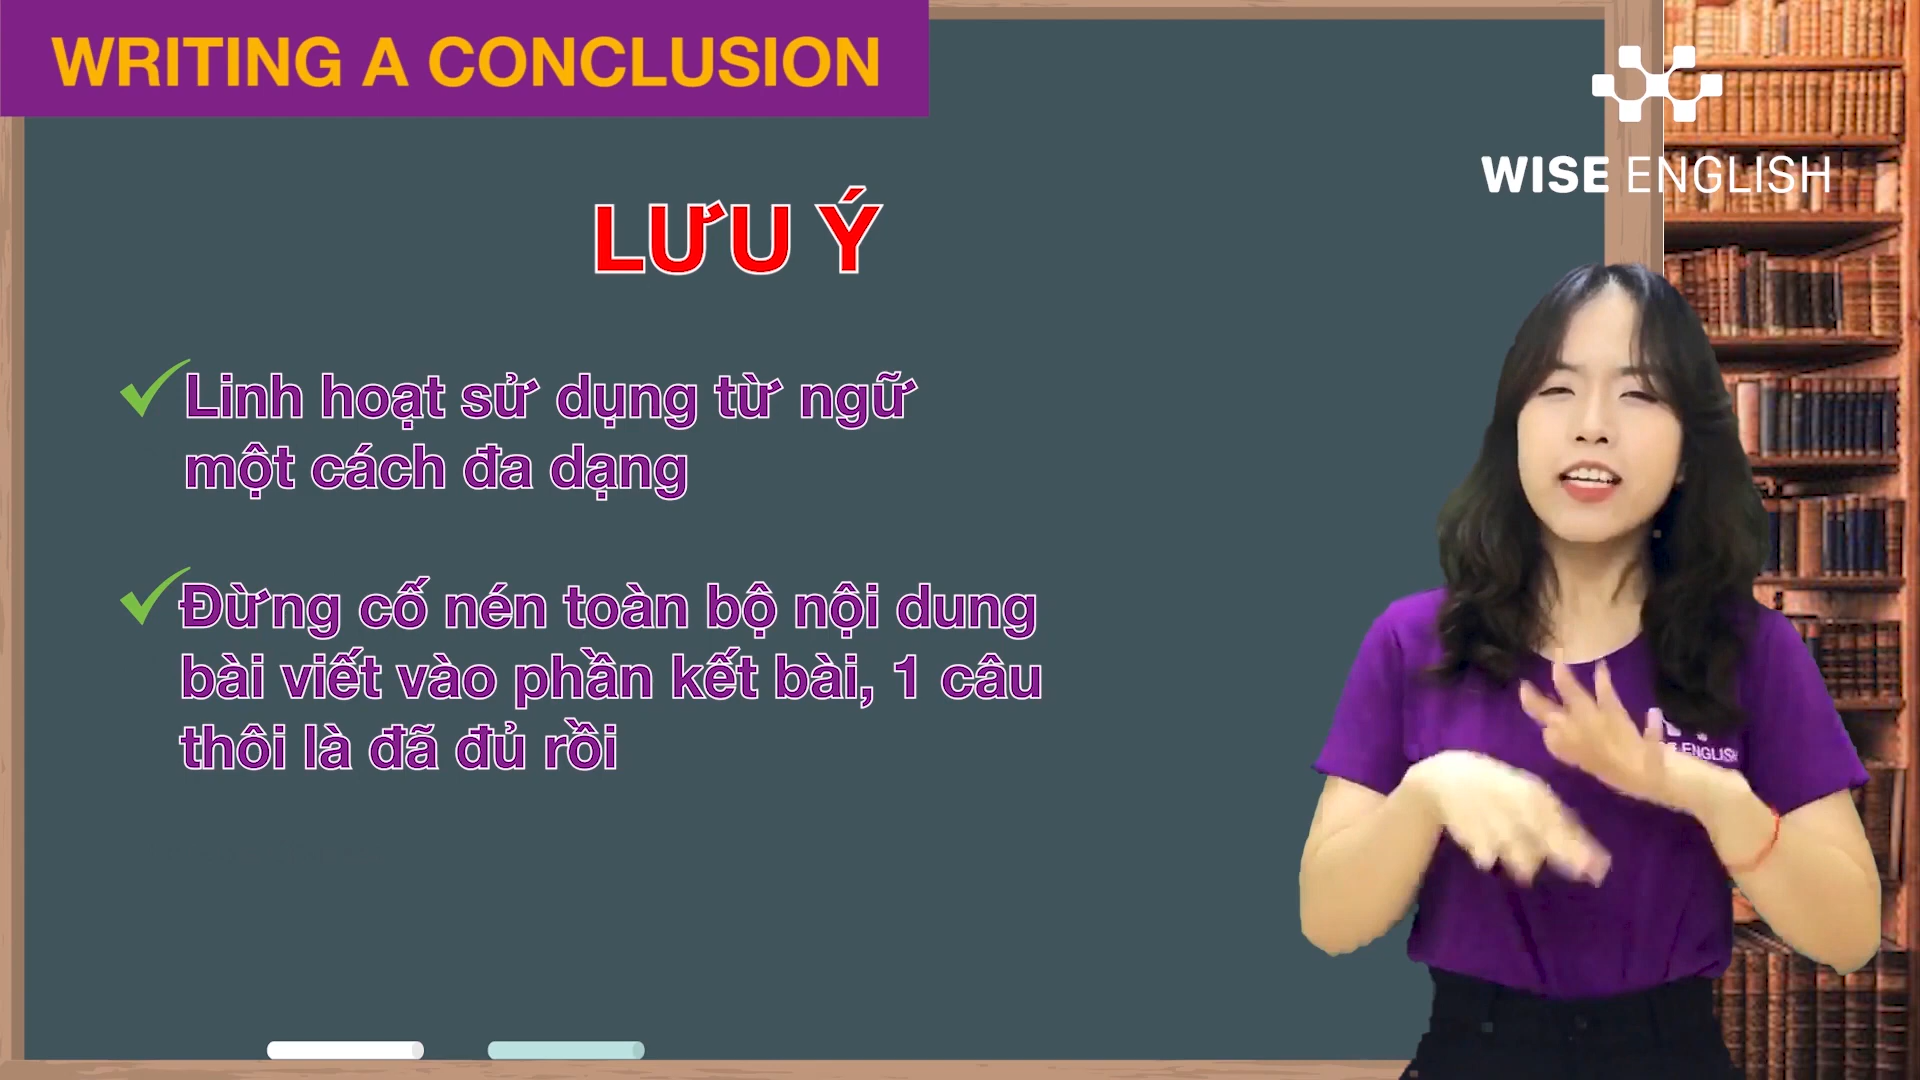 WRITING A CONCLUSION
WISE ENGLISH
LƯU Ý
Linh hoạt sử dụng từ ngữ
một cách đa dạng
Đừng cố nén toàn bộ nội dung
bài viết vào phần kết bài, 1 câu
thôi là đã đủ rồi
ENGLISH